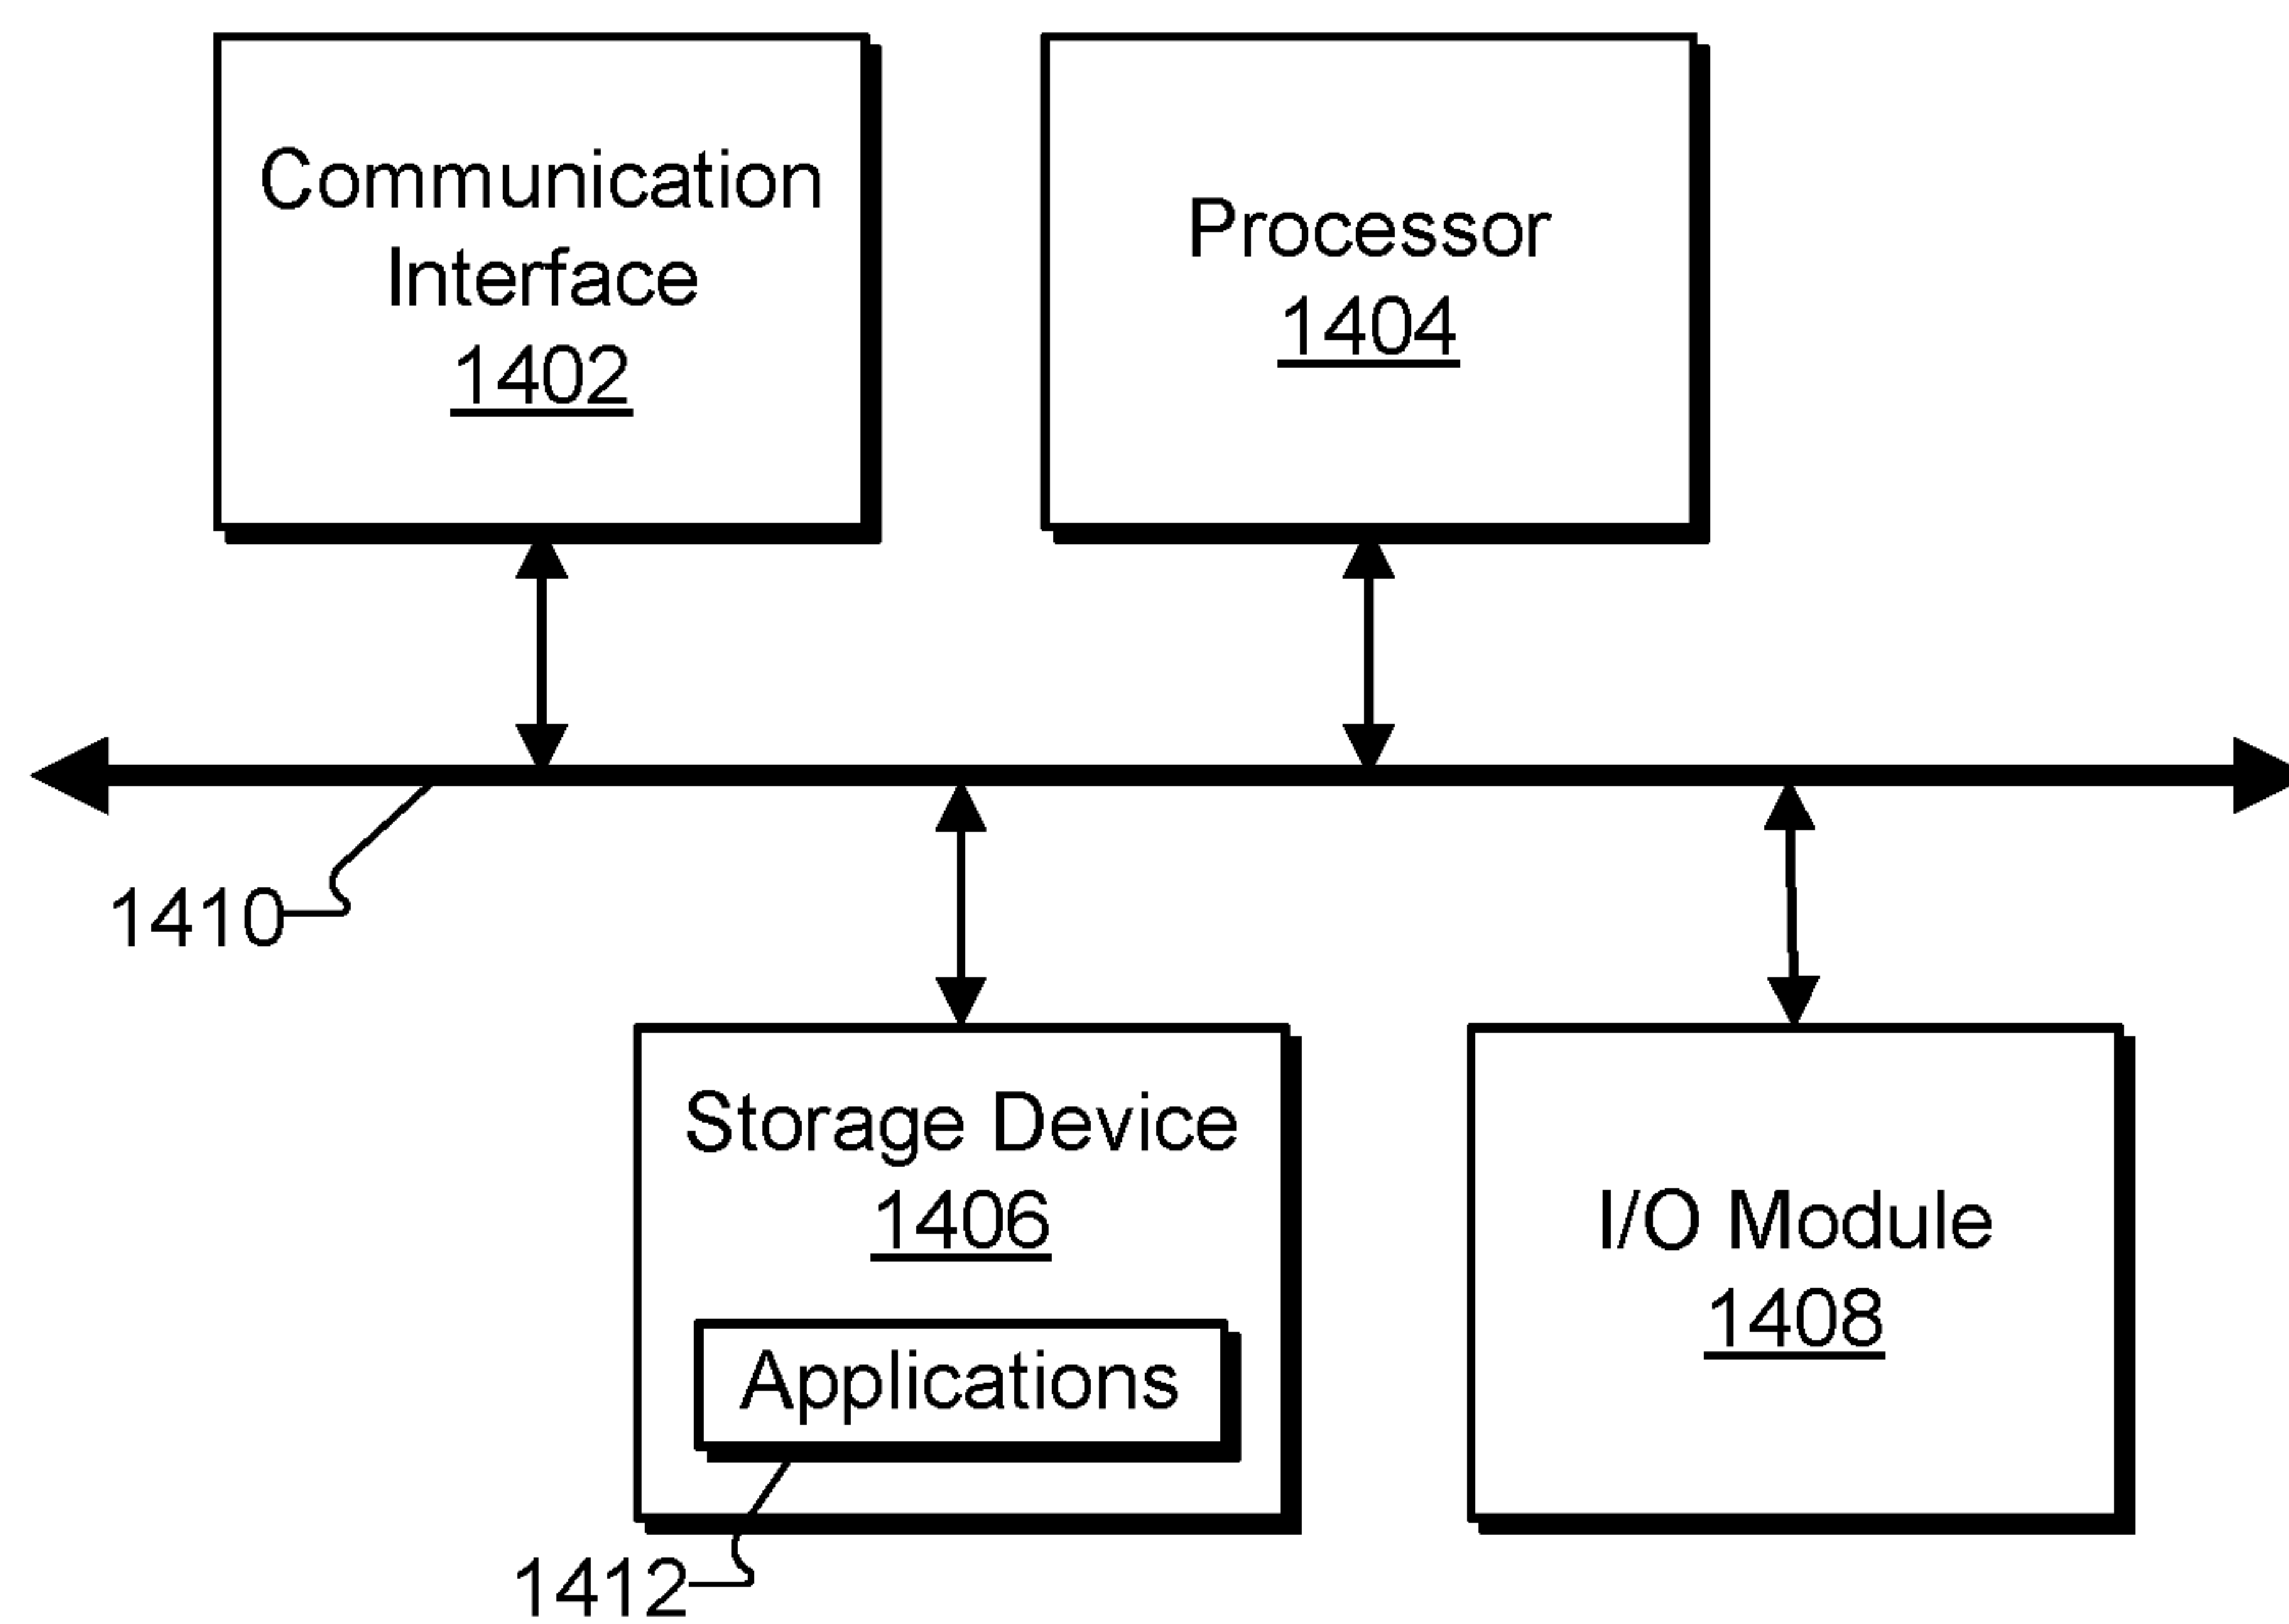 Communication
Interface
1402
Processor
1404
1410
Storage Device
1406
Applications
1412
I/O Module
1408